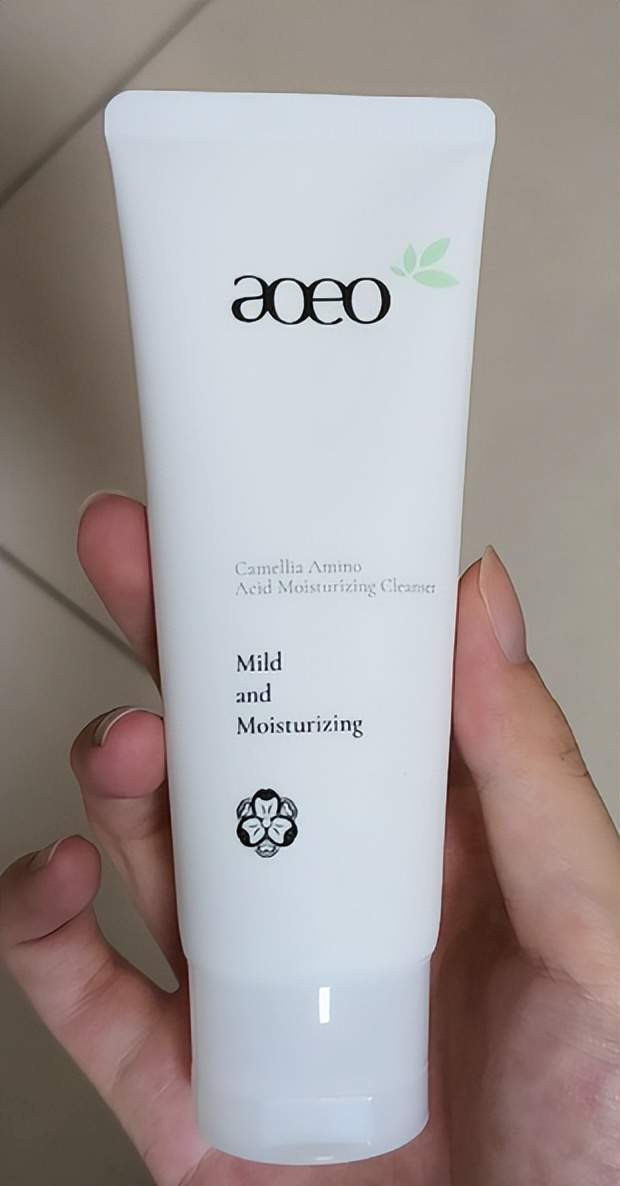 aoeo
Camellia Amino
Acid Moisturizing Cleanser
Mild
and
Moisturizing